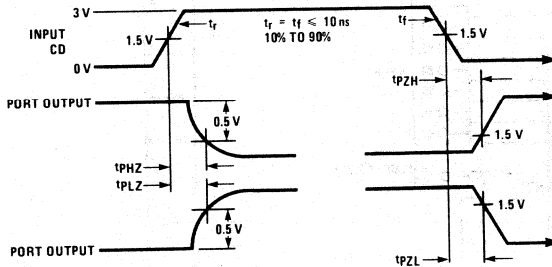 3 V
INPUT
CD
1.5 V
0 V
tr
tr = tf ≤ 10 ns
10% TO 90%
tf
1.5 V
tPZH
PORT OUTPUT
0.5 V
1.5 V
tPHZ
tPLZ
0.5 V
1.5 V
PORT OUTPUT
tPZL